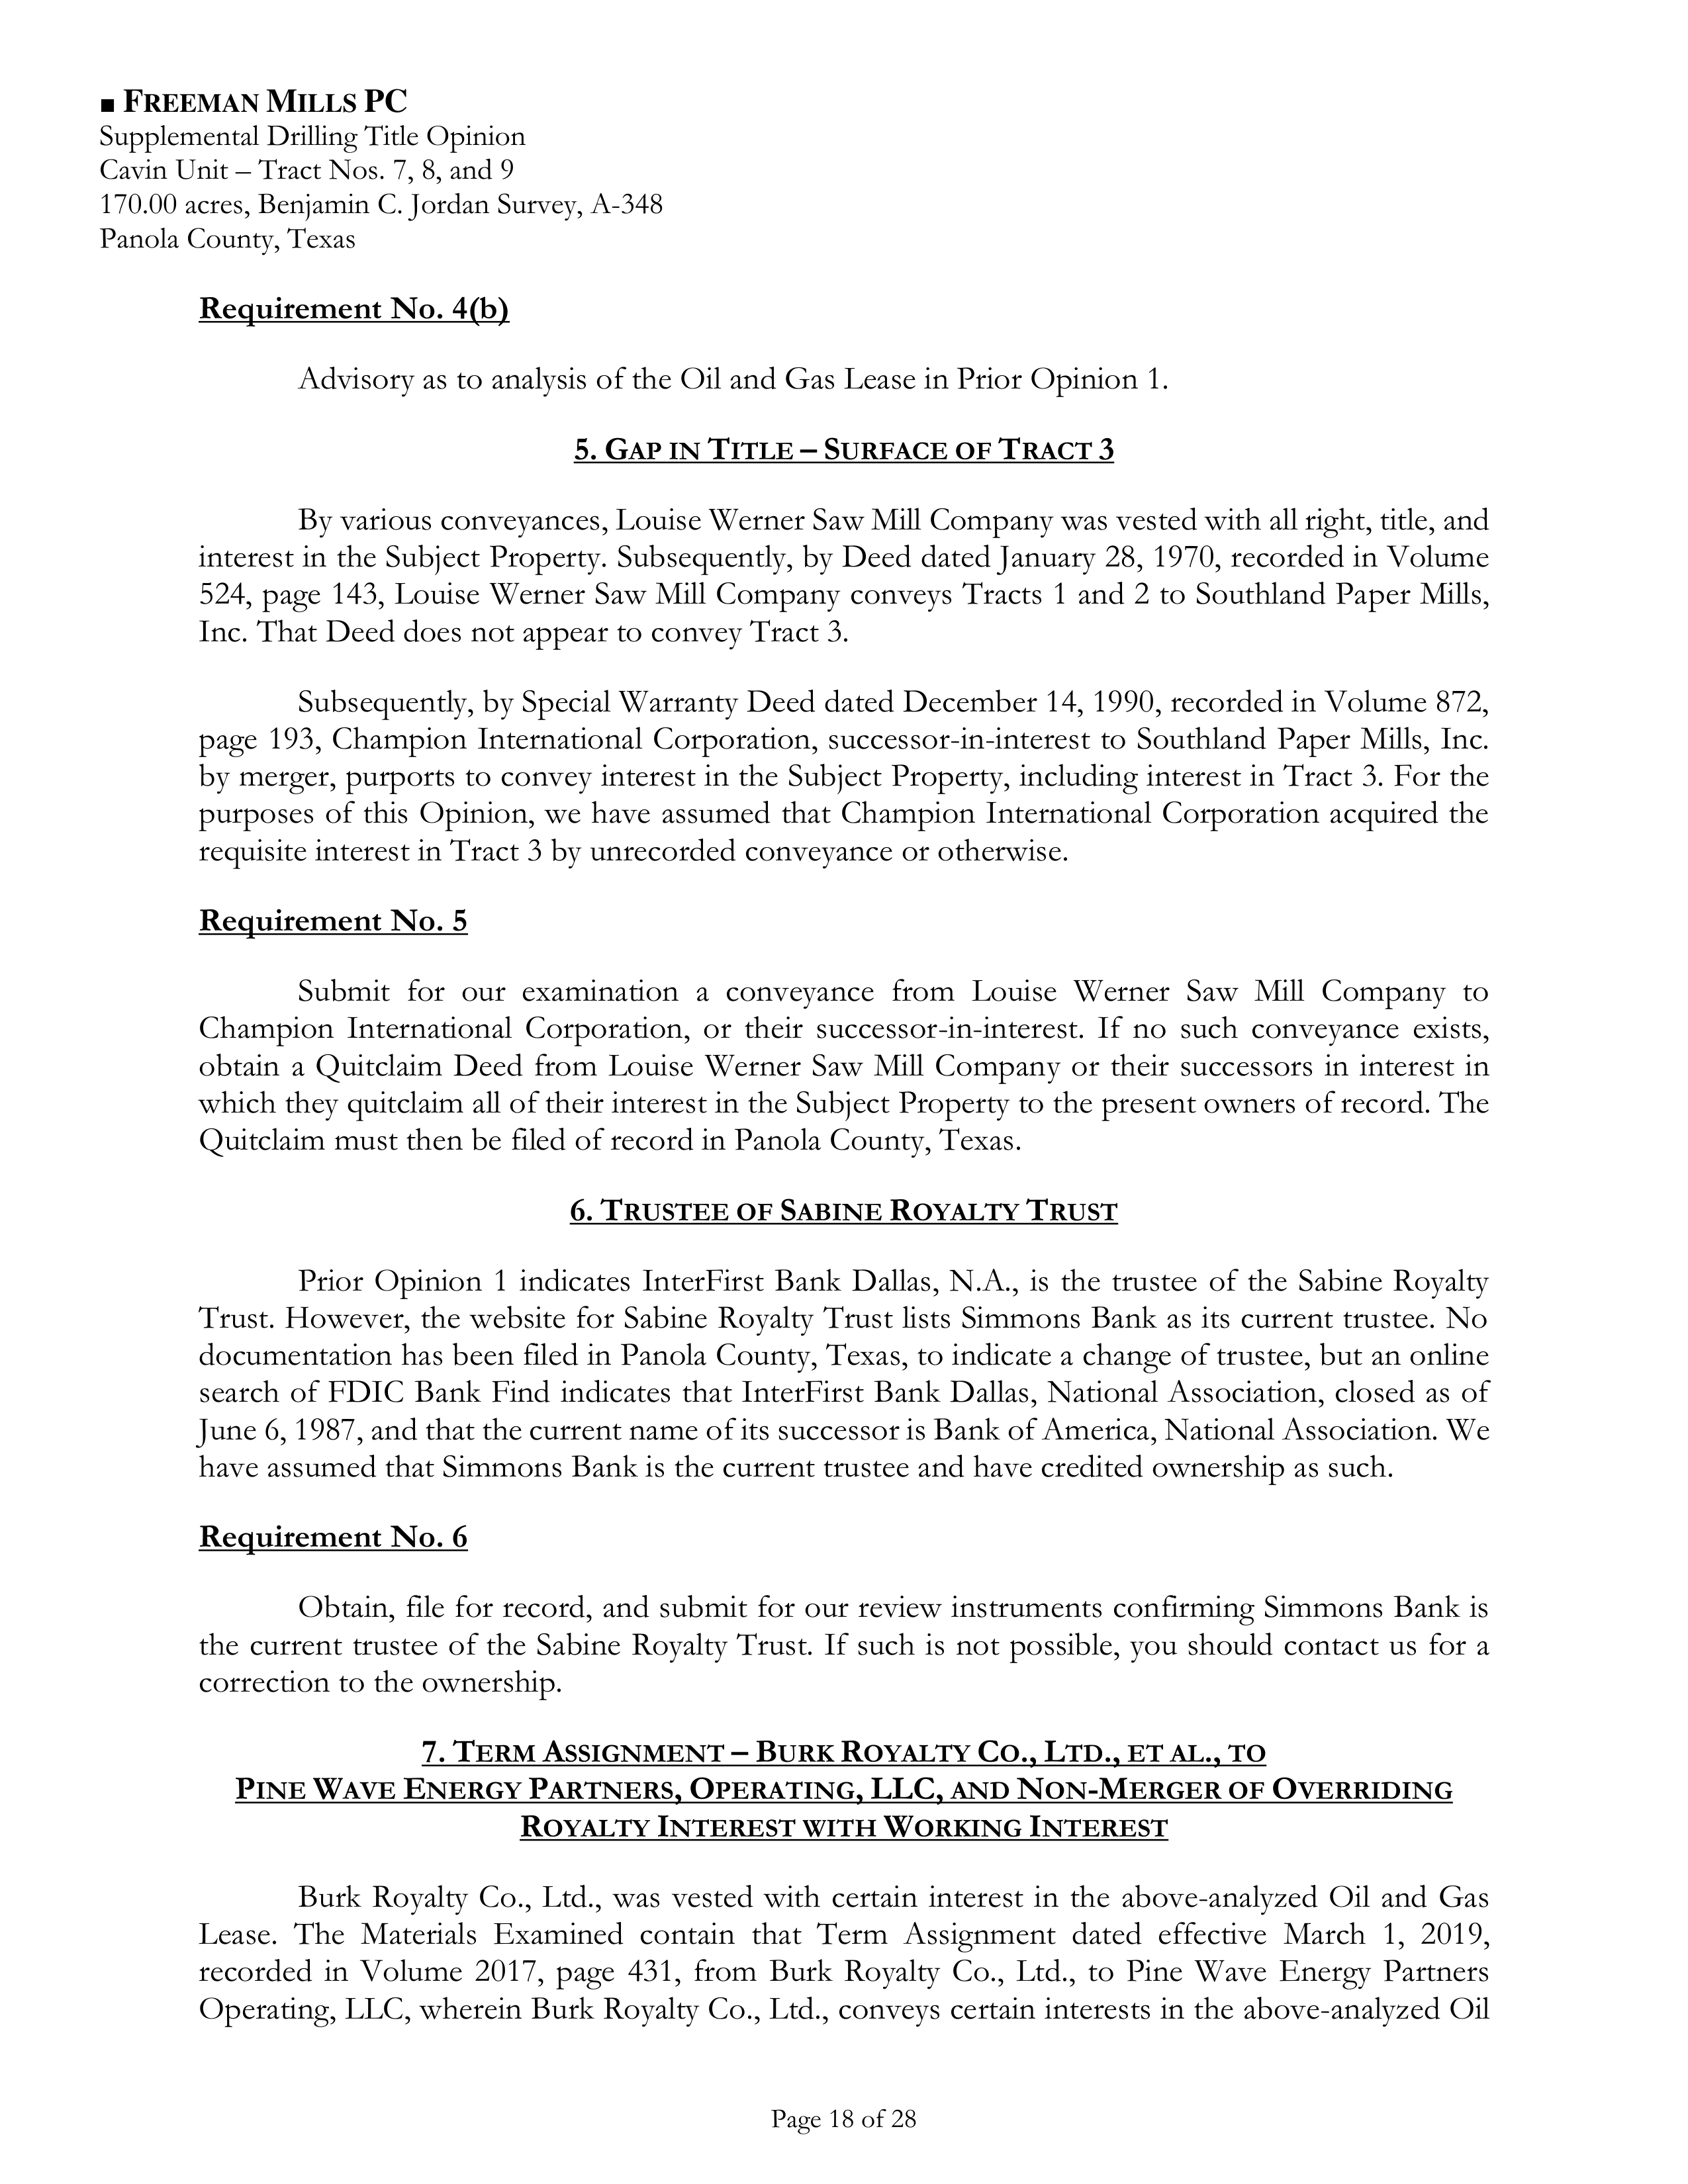 ■ FREEMAN MILLS PC
Supplemental Drilling Title Opinion
Cavin Unit – Tract Nos. 7, 8, and 9
170.00 acres, Benjamin C. Jordan Survey, A-348
Panola County, Texas
Requirement No. 4(b)
Advisory as to analysis of the Oil and Gas Lease in Prior Opinion 1.
5. GAP IN TITLE – SURFACE OF TRACT 3
By various conveyances, Louise Werner Saw Mill Company was vested with all right, title, and
interest in the Subject Property. Subsequently, by Deed dated January 28, 1970, recorded in Volume
524, page 143, Louise Werner Saw Mill Company conveys Tracts 1 and 2 to Southland Paper Mills,
Inc. That Deed does not appear to convey Tract 3.
Subsequently, by Special Warranty Deed dated December 14, 1990, recorded in Volume 872,
page 193, Champion International Corporation, successor-in-interest to Southland Paper Mills, Inc.
by merger, purports to convey interest in the Subject Property, including interest in Tract 3. For the
purposes of this Opinion, we have assumed that Champion International Corporation acquired the
requisite interest in Tract 3 by unrecorded conveyance or otherwise.
Requirement No. 5
Submit for our examination a conveyance from Louise Werner Saw Mill Company to
Champion International Corporation, or their successor-in-interest. If no such conveyance exists,
obtain a Quitclaim Deed from Louise Werner Saw Mill Company or their successors in interest in
which they quitclaim all of their interest in the Subject Property to the present owners of record. The
Quitclaim must then be filed of record in Panola County, Texas.
6. TRUSTEE OF SABINE ROYALTY TRUST
Prior Opinion 1 indicates InterFirst Bank Dallas, N.A., is the trustee of the Sabine Royalty
Trust. However, the website for Sabine Royalty Trust lists Simmons Bank as its current trustee. No
documentation has been filed in Panola County, Texas, to indicate a change of trustee, but an online
search of FDIC Bank Find indicates that InterFirst Bank Dallas, National Association, closed as of
June 6, 1987, and that the current name of its successor is Bank of America, National Association. We
have assumed that Simmons Bank is the current trustee and have credited ownership as such.
Requirement No. 6
Obtain, file for record, and submit for our review instruments confirming Simmons Bank is
the current trustee of the Sabine Royalty Trust. If such is not possible, you should contact us for a
correction to the ownership.
7. TERM ASSIGNMENT – BURK ROYALTY CO., LTD., ET AL., TO
PINE WAVE ENERGY PARTNERS, OPERATING, LLC, AND NON-MERGER OF OVERRIDING
ROYALTY INTEREST WITH WORKING INTEREST
Burk Royalty Co., Ltd., was vested with certain interest in the above-analyzed Oil and Gas
Lease. The Materials Examined contain that Term Assignment dated effective March 1, 2019,
recorded in Volume 2017, page 431, from Burk Royalty Co., Ltd., to Pine Wave Energy Partners
Operating, LLC, wherein Burk Royalty Co., Ltd., conveys certain interests in the above-analyzed Oil
Page 18 of 28